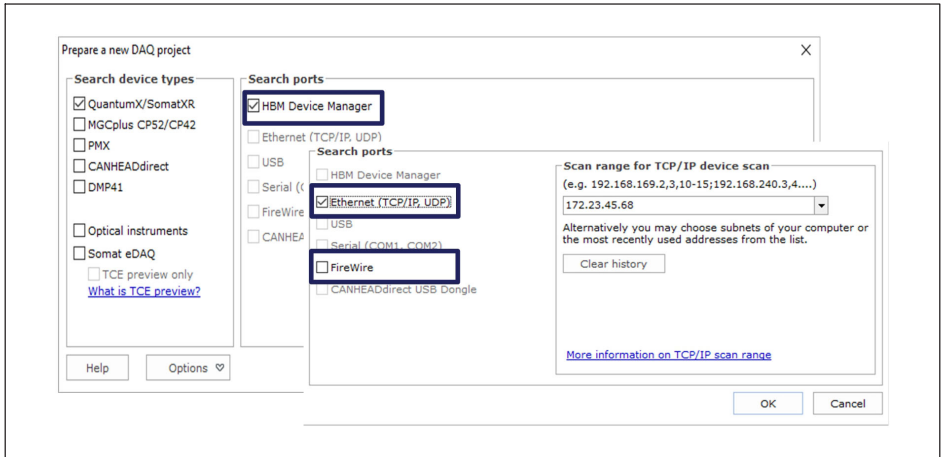 Prepare a new DAQ project
Search device types
QuantumX/SomatXR
MGCplus CP52/CP42
PMX
CANHEADdirect
DMP41
Optical instruments
Somat eDAQ
TCE preview only
What is TCE preview?
Help
Options
Search ports
HBM Device Manager
Ethernet (TCP/IP, UDP)
USB
Serial (
FireWire
CANHEA
Search ports
HBM Device Manager
Ethernet (TCP/IP, UDP)
USB
Serial (COM1, COM2)
FireWire
CANHEADdirect USB Dongle
Scan range for TCP/IP device scan
(e.g. 192.168.169.2,3,10-15;192.168.240.3,4....)
172.23.45.68
Alternatively you may choose subnets of your computer or
the most recently used addresses from the list.
Clear history
More information on TCP/IP scan range
OK
Cancel